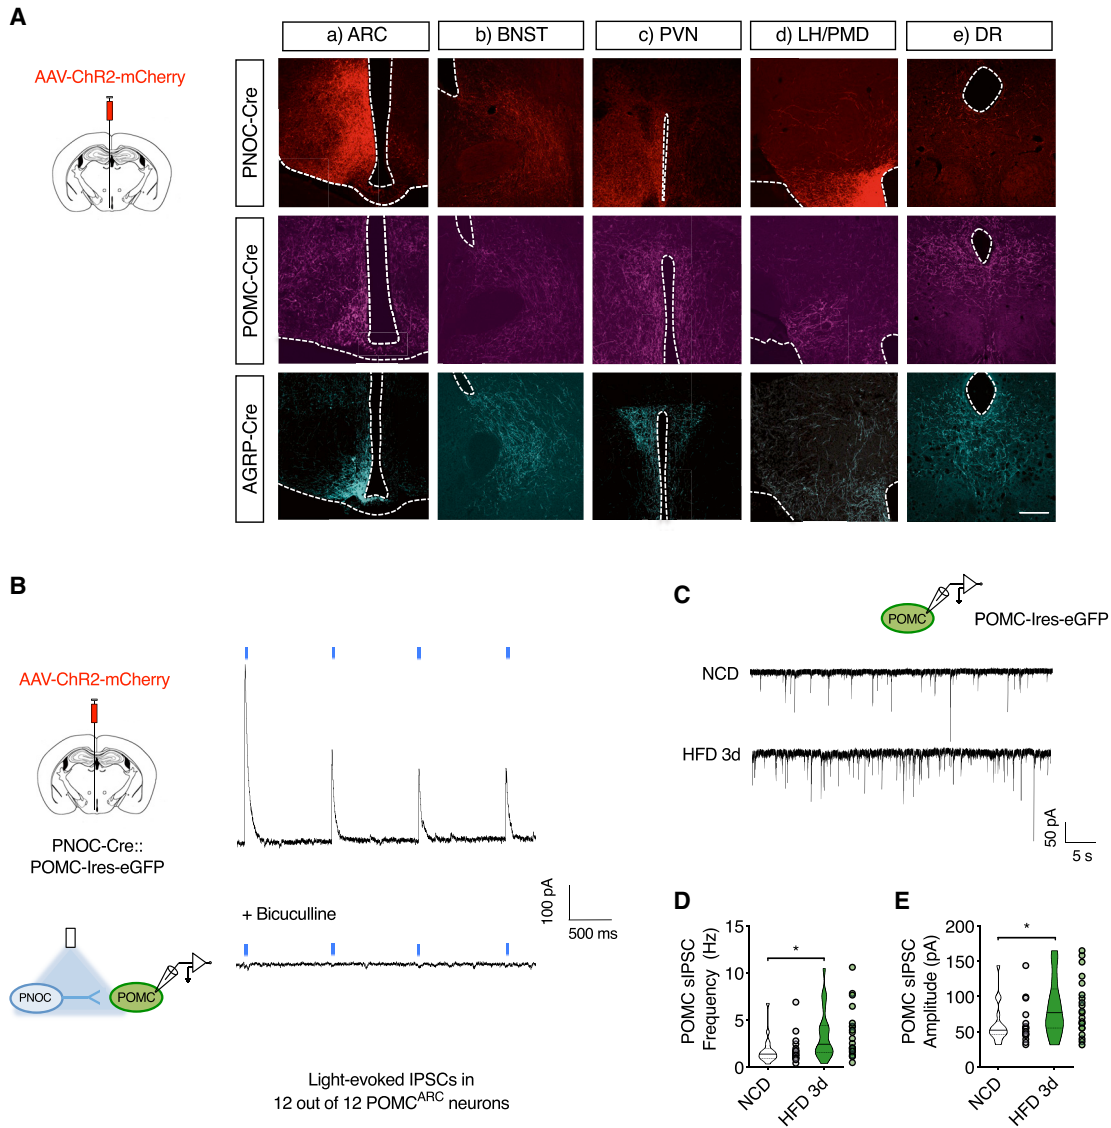 A
a) ARC
b) BNST
c) PVN
d) LH/PMD
e) DR
AAV-ChR2-mCherry
PNOC-Cre
POMC-Cre
AGRP-Cre
B
AAV-ChR2-mCherry
PNOC-Cre::
POMC-Ires-eGFP
PNOC
POMC
+ Bicuculline
100 pA
500 ms
Light-evoked IPSCs in
12 out of 12 POMCᴬᴿᶜ neurons
C
POMC
POMC-Ires-eGFP
NCD
HFD 3d
50 pA
5 s
D
POMC sIPSC
Frequency (Hz)
15
10
5
0
*
NCD
HFD 3d
E
POMC sIPSC
Amplitude (pA)
200
150
100
50
0
*
NCD
HFD 3d